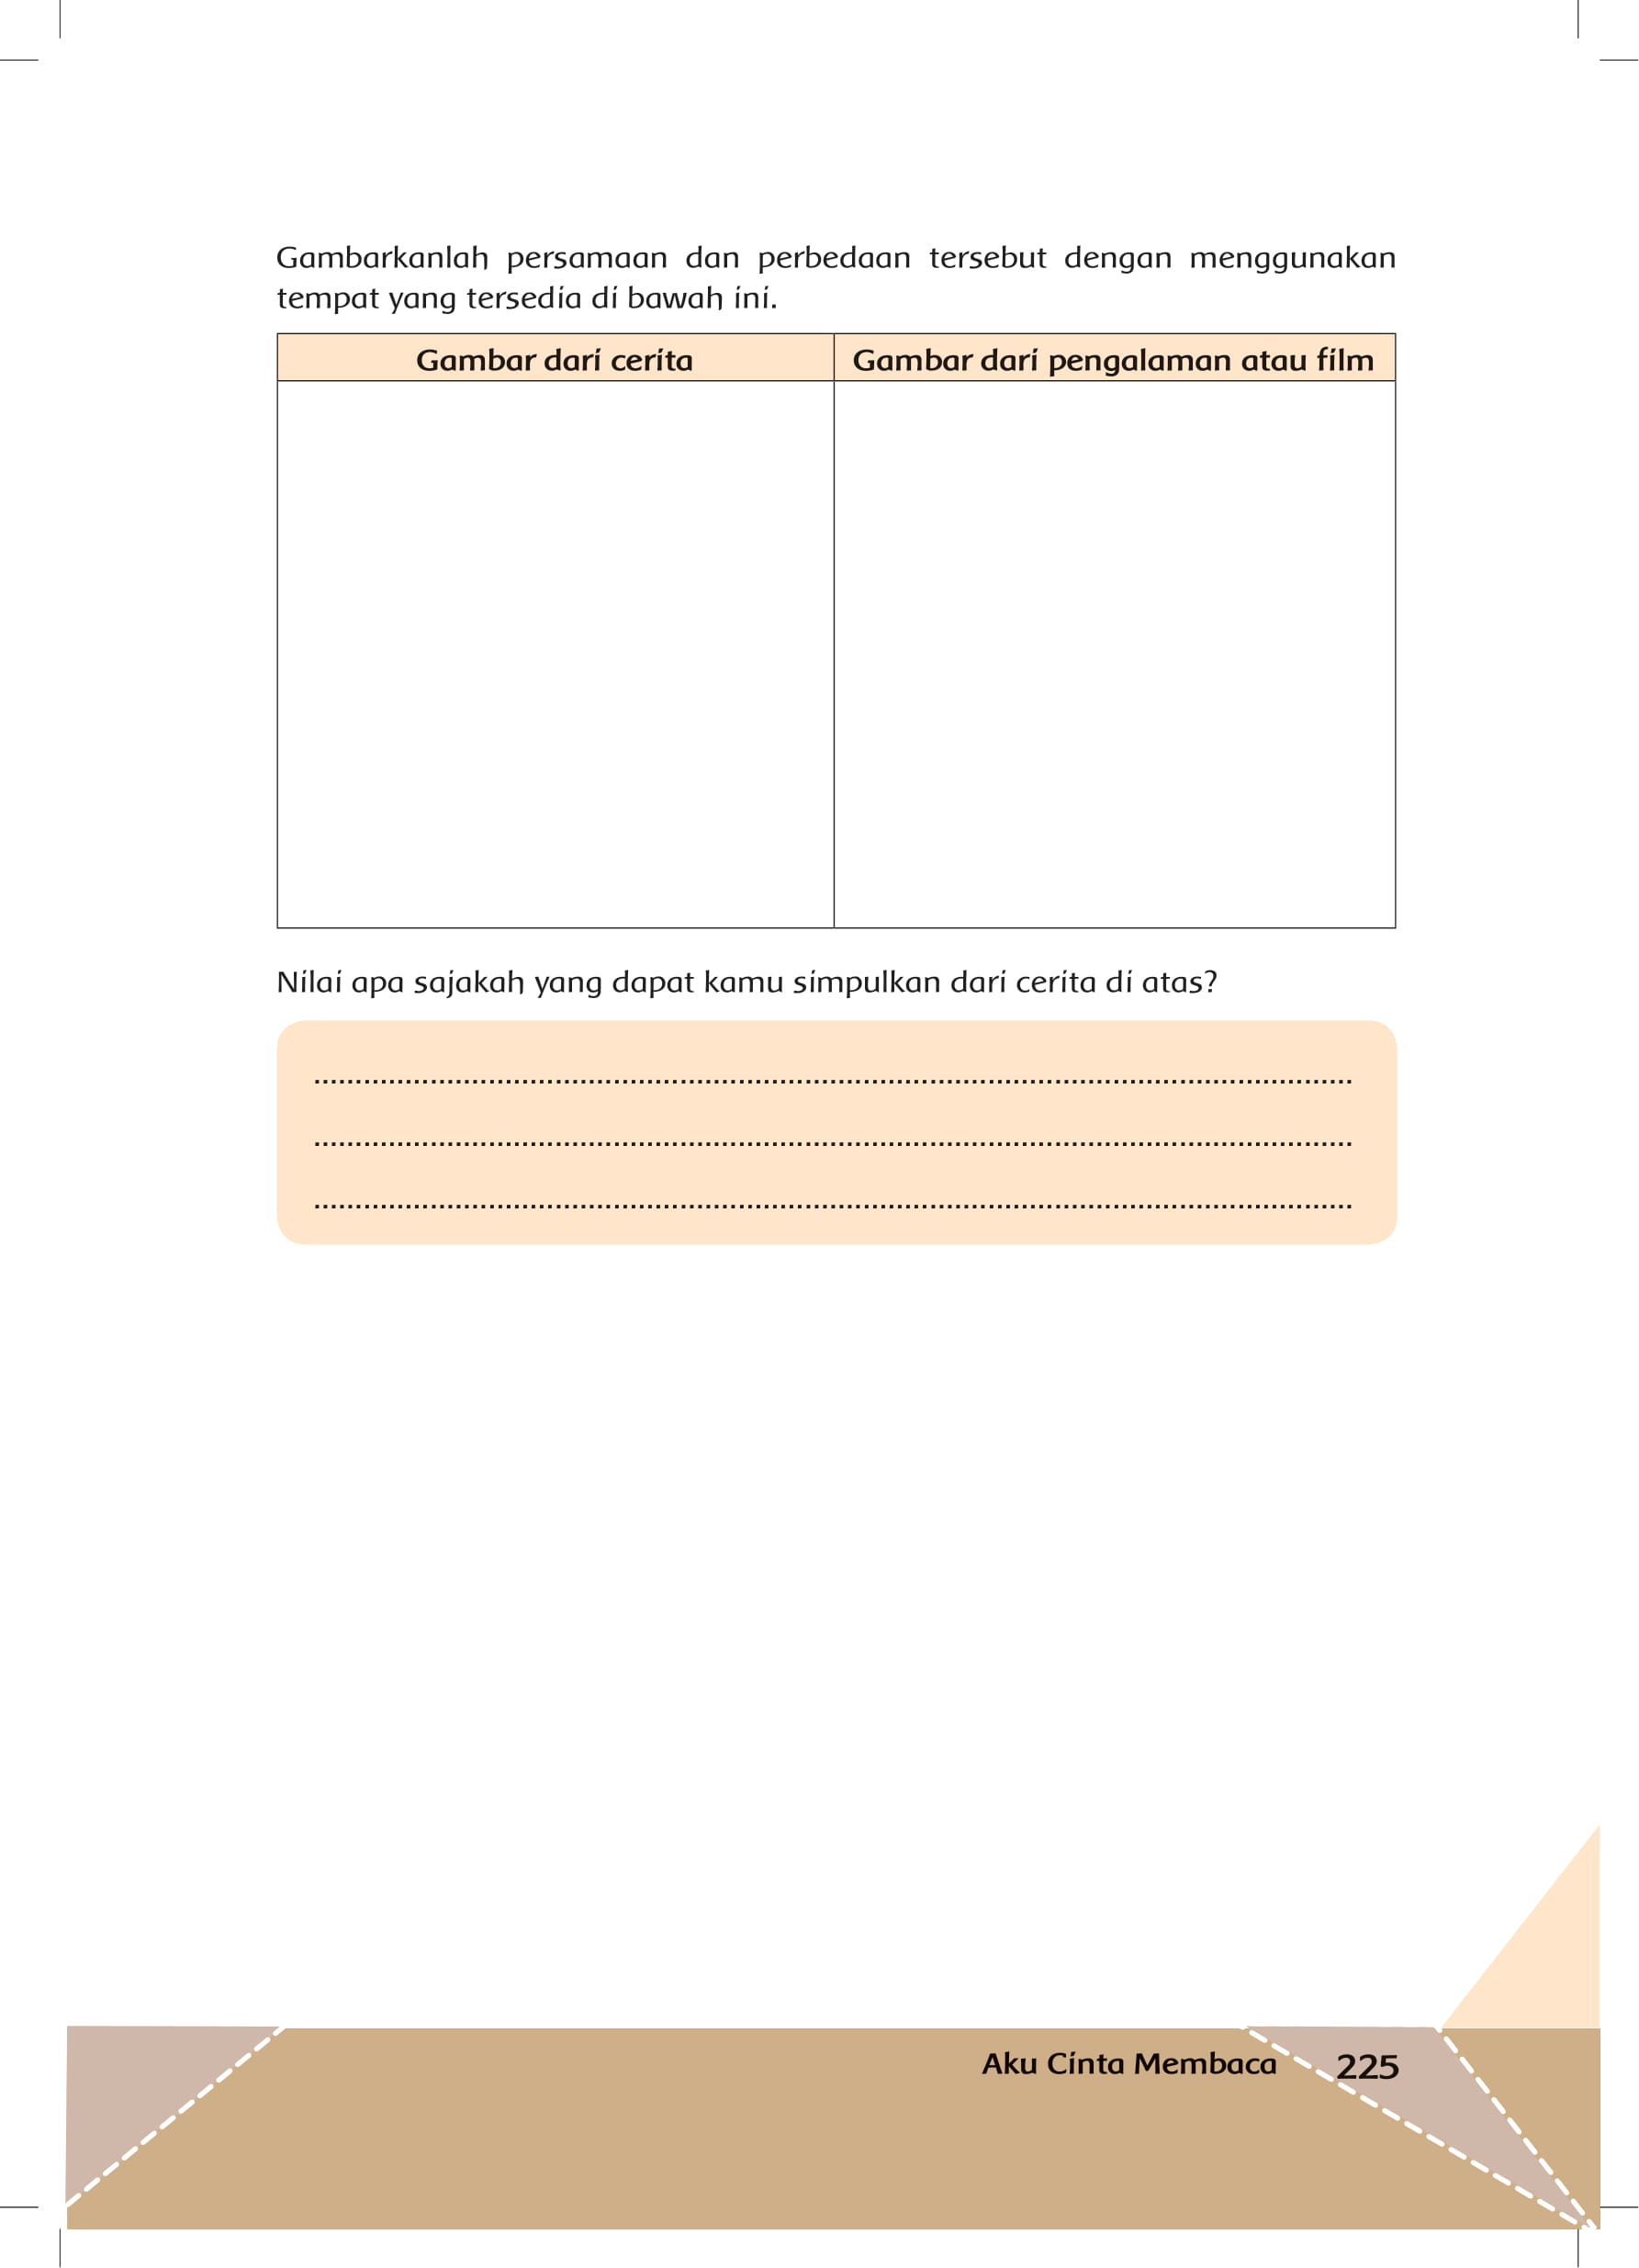 Gambarkanlah persamaan dan perbedaan tersebut dengan menggunakan
tempat yang tersedia di bawah ini.
Gambar dari cerita
Gambar dari pengalaman atau film
Nilai apa sajakah yang dapat kamu simpulkan dari cerita di atas?
..............................................................................................................................
..............................................................................................................................
..............................................................................................................................
Aku Cinta Membaca
225